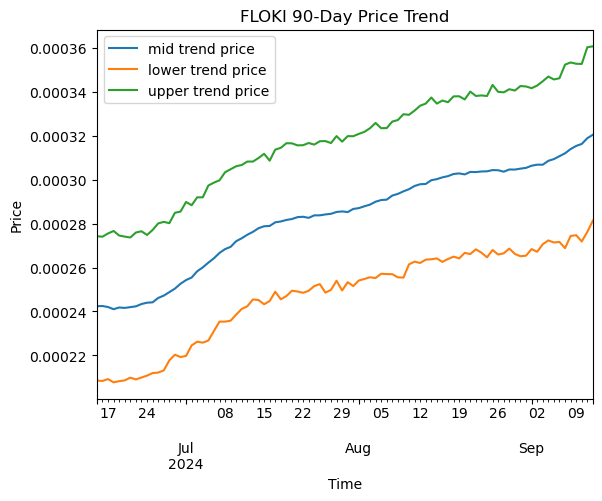 FLOKI 90-Day Price Trend
mid trend price
lower trend price
upper trend price
Price
0.00036
0.00034
0.00032
0.00030
0.00028
0.00026
0.00024
0.00022
17 24 08 15 22 29 05 12 19 26 02 09
Jul Aug Sep
2024
Time